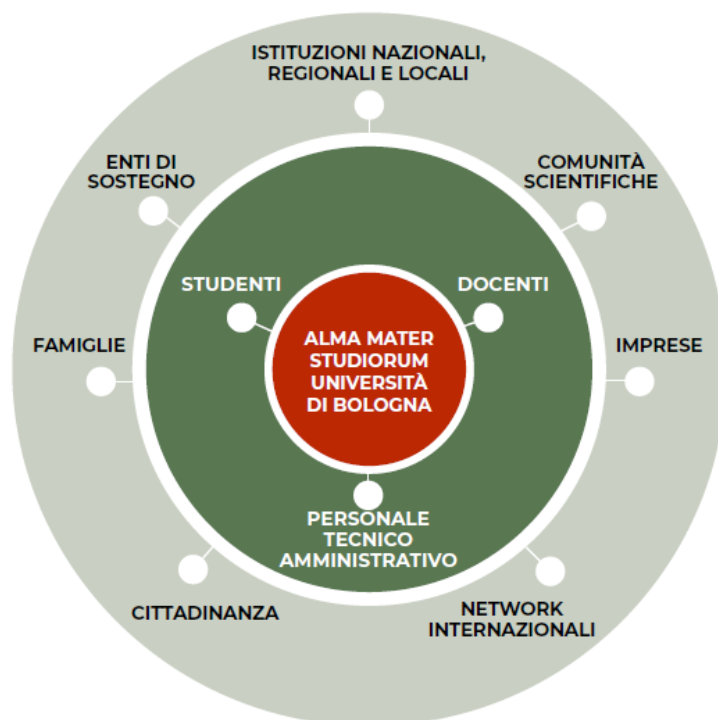 ISTITUZIONI NAZIONALI,
REGIONALI E LOCALI
ENTI DI
SOSTEGNO
COMUNITÀ
SCIENTIFICHE
STUDENTI
DOCENTI
FAMIGLIE
IMPRESE
ALMA MATER
STUDIORUM
UNIVERSITÀ
DI BOLOGNA
PERSONALE
TECNICO
AMMINISTRATIVO
CITTADINANZA
NETWORK
INTERNAZIONALI